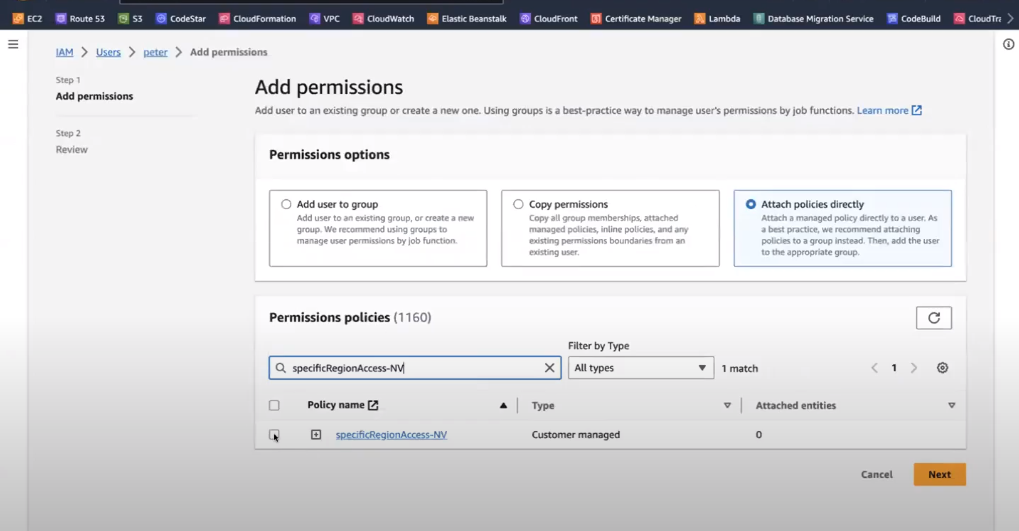 EC2 Route 53 S3 CodeStar CloudFormation VPC CloudWatch Elastic Beanstalk CloudFront Certificate Manager Lambda Database Migration Service CodeBuild CloudTra
IAM > Users > peter > Add permissions
Step 1
Add permissions
Step 2
Review
Add permissions
Add user to an existing group or create a new one. Using groups is a best-practice way to manage user's permissions by job functions. Learn more
Permissions options
Add user to group
Add user to an existing group, or create a new
group. We recommend using groups to
manage user permissions by job function.
Copy permissions
Copy all group memberships, attached
managed policies, inline policies, and any
existing permissions boundaries from an
existing user.
Attach policies directly
Attach a managed policy directly to a user. As
a best practice, we recommend attaching
policies to a group instead. Then, add the user
to the appropriate group.
Permissions policies (1160)
Filter by Type
specificRegionAccess-NV
All types
1 match
1
Policy name
Type
Attached entities
specificRegionAccess-NV
Customer managed
0
Cancel
Next